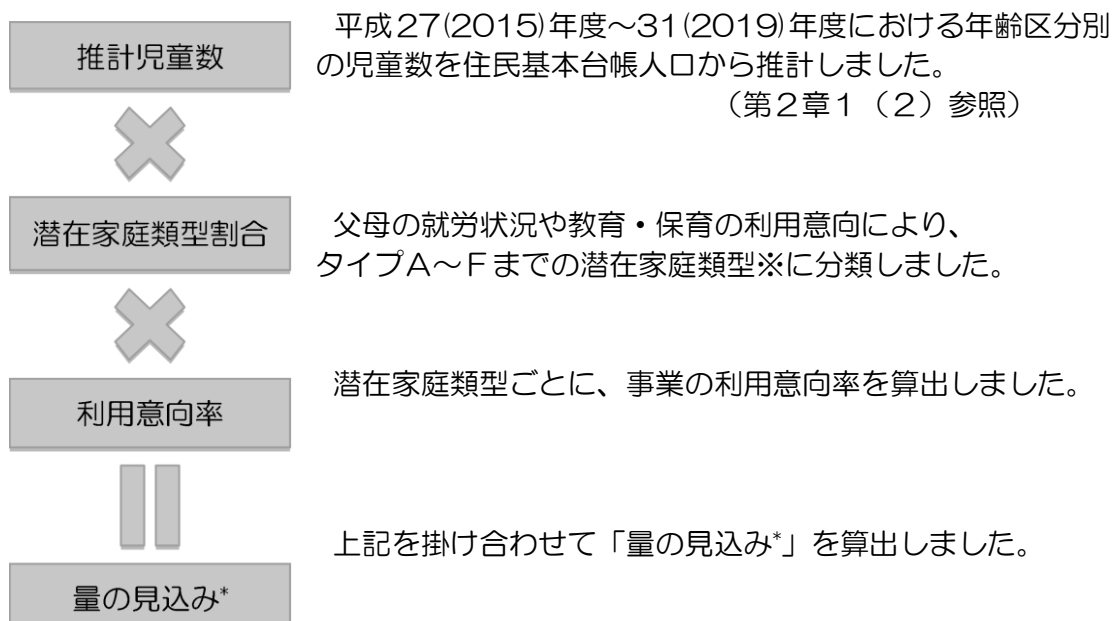 推計児童数
平成27(2015)年度～31(2019)年度における年齢区分別
の児童数を住民基本台帳人口から推計しました。
（第２章１（２）参照）
潜在家庭類型割合
父母の就労状況や教育・保育の利用意向により、
タイプＡ～Ｆまでの潜在家庭類型※に分類しました。
利用意向率
潜在家庭類型ごとに、事業の利用意向率を算出しました。
上記を掛け合わせて「量の見込み*」を算出しました。
量の見込み*